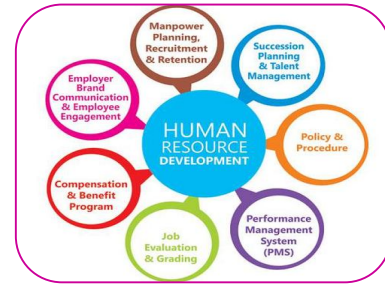 Manpower
Planning,
Recruitment
& Retention
Succession
Planning
& Talent
Management
Policy &
Procedure
Performance
Management
System
(PMS)
Job
Evaluation
& Grading
Compensation
& Benefit
Program
Employer
Brand
Communication
& Employee
Engagement
HUMAN
RESOURCE
DEVELOPMENT